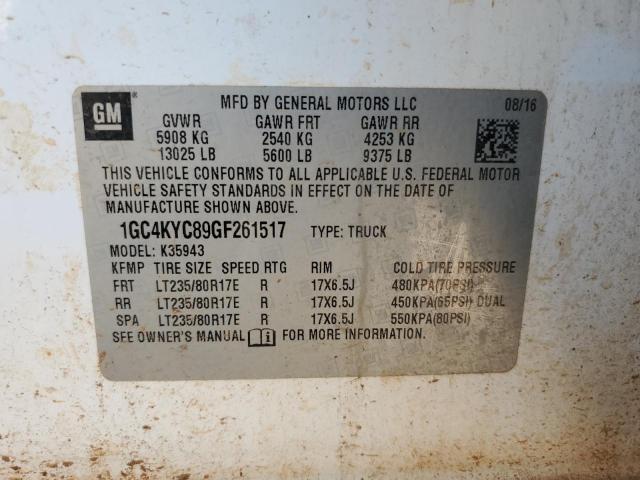 GM ® MFD BY GENERAL MOTORS LLC 08/16
GVWR GAWR FRT GAWR RR
5908 KG 2540 KG 4253 KG
13025 LB 5600 LB 9375 LB
THIS VEHICLE CONFORMS TO ALL APPLICABLE U.S. FEDERAL MOTOR
VEHICLE SAFETY STANDARDS IN EFFECT ON THE DATE OF
MANUFACTURE SHOWN ABOVE.
1GC4KYC89GF261517 TYPE: TRUCK
MODEL: K35943
KFMP TIRE SIZE SPEED RTG RIM COLD TIRE PRESSURE
FRT LT235/80R17E R 17X6.5J 480KPA(70PSI)
RR LT235/80R17E R 17X6.5J 450KPA(65PSI) DUAL
SPA LT235/80R17E R 17X6.5J 550KPA(80PSI)
SEE OWNER'S MANUAL FOR MORE INFORMATION.